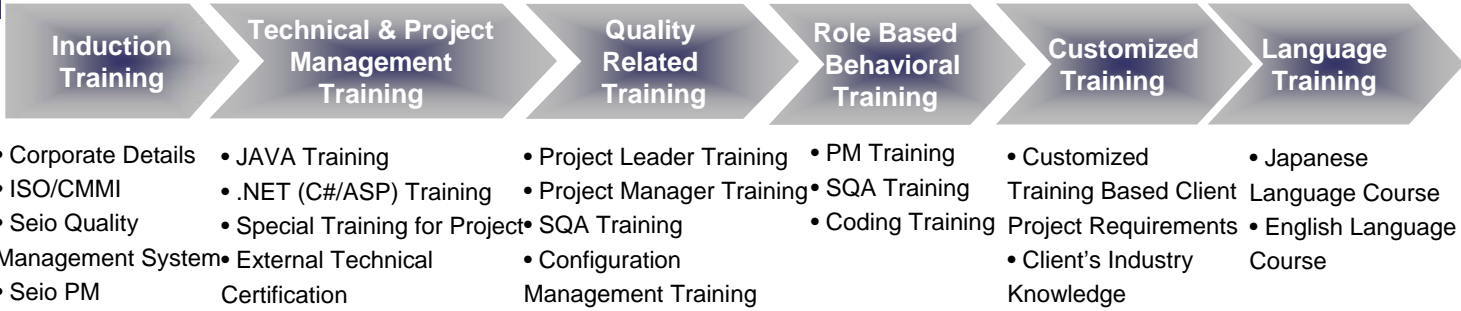 Induction
Training
Technical & Project
Management
Training
Quality
Related
Training
Role Based
Behavioral
Training
Customized
Training
Language
Training
• Corporate Details
• ISO/CMMI
• Seio Quality
Management System
• Seio PM
• JAVA Training
• .NET (C#/ASP) Training
• Special Training for Project
• External Technical
Certification
• Project Leader Training
• Project Manager Training
• SQA Training
• Configuration
Management Training
• PM Training
• SQA Training
• Coding Training
• Customized
Training Based Client
Project Requirements
• Client's Industry
Knowledge
• Japanese
Language Course
• English Language
Course